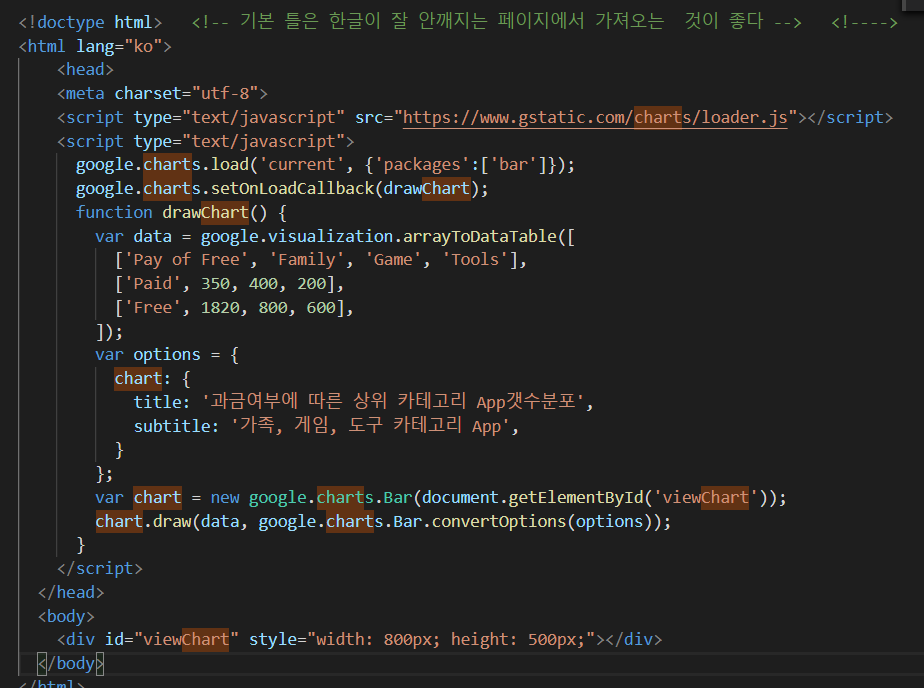 <!doctype html>   <!-- 기본 틀은 한글이 잘 안깨지는 페이지에서 가져오는  것이 좋다 -->   <!---->
<html lang="ko">
    <head>
    <meta charset="utf-8">
    <script type="text/javascript" src="https://www.gstatic.com/charts/loader.js"></script>
    <script type="text/javascript">
      google.charts.load('current', {'packages':['bar']});
      google.charts.setOnLoadCallback(drawChart);
      function drawChart() {
        var data = google.visualization.arrayToDataTable([
          ['Pay of Free', 'Family', 'Game', 'Tools'],
          ['Paid', 350, 400, 200],
          ['Free', 1820, 800, 600],
        ]);
        var options = {
          chart: {
            title: '과금여부에 따른 상위 카테고리 App갯수분포',
            subtitle: '가족, 게임, 도구 카테고리 App',
          }
        };
        var chart = new google.charts.Bar(document.getElementById('viewChart'));
        chart.draw(data, google.charts.Bar.convertOptions(options));
      }
    </script>
  </head>
  <body>
    <div id="viewChart" style="width: 800px; height: 500px;"></div>
  </body>
</html>